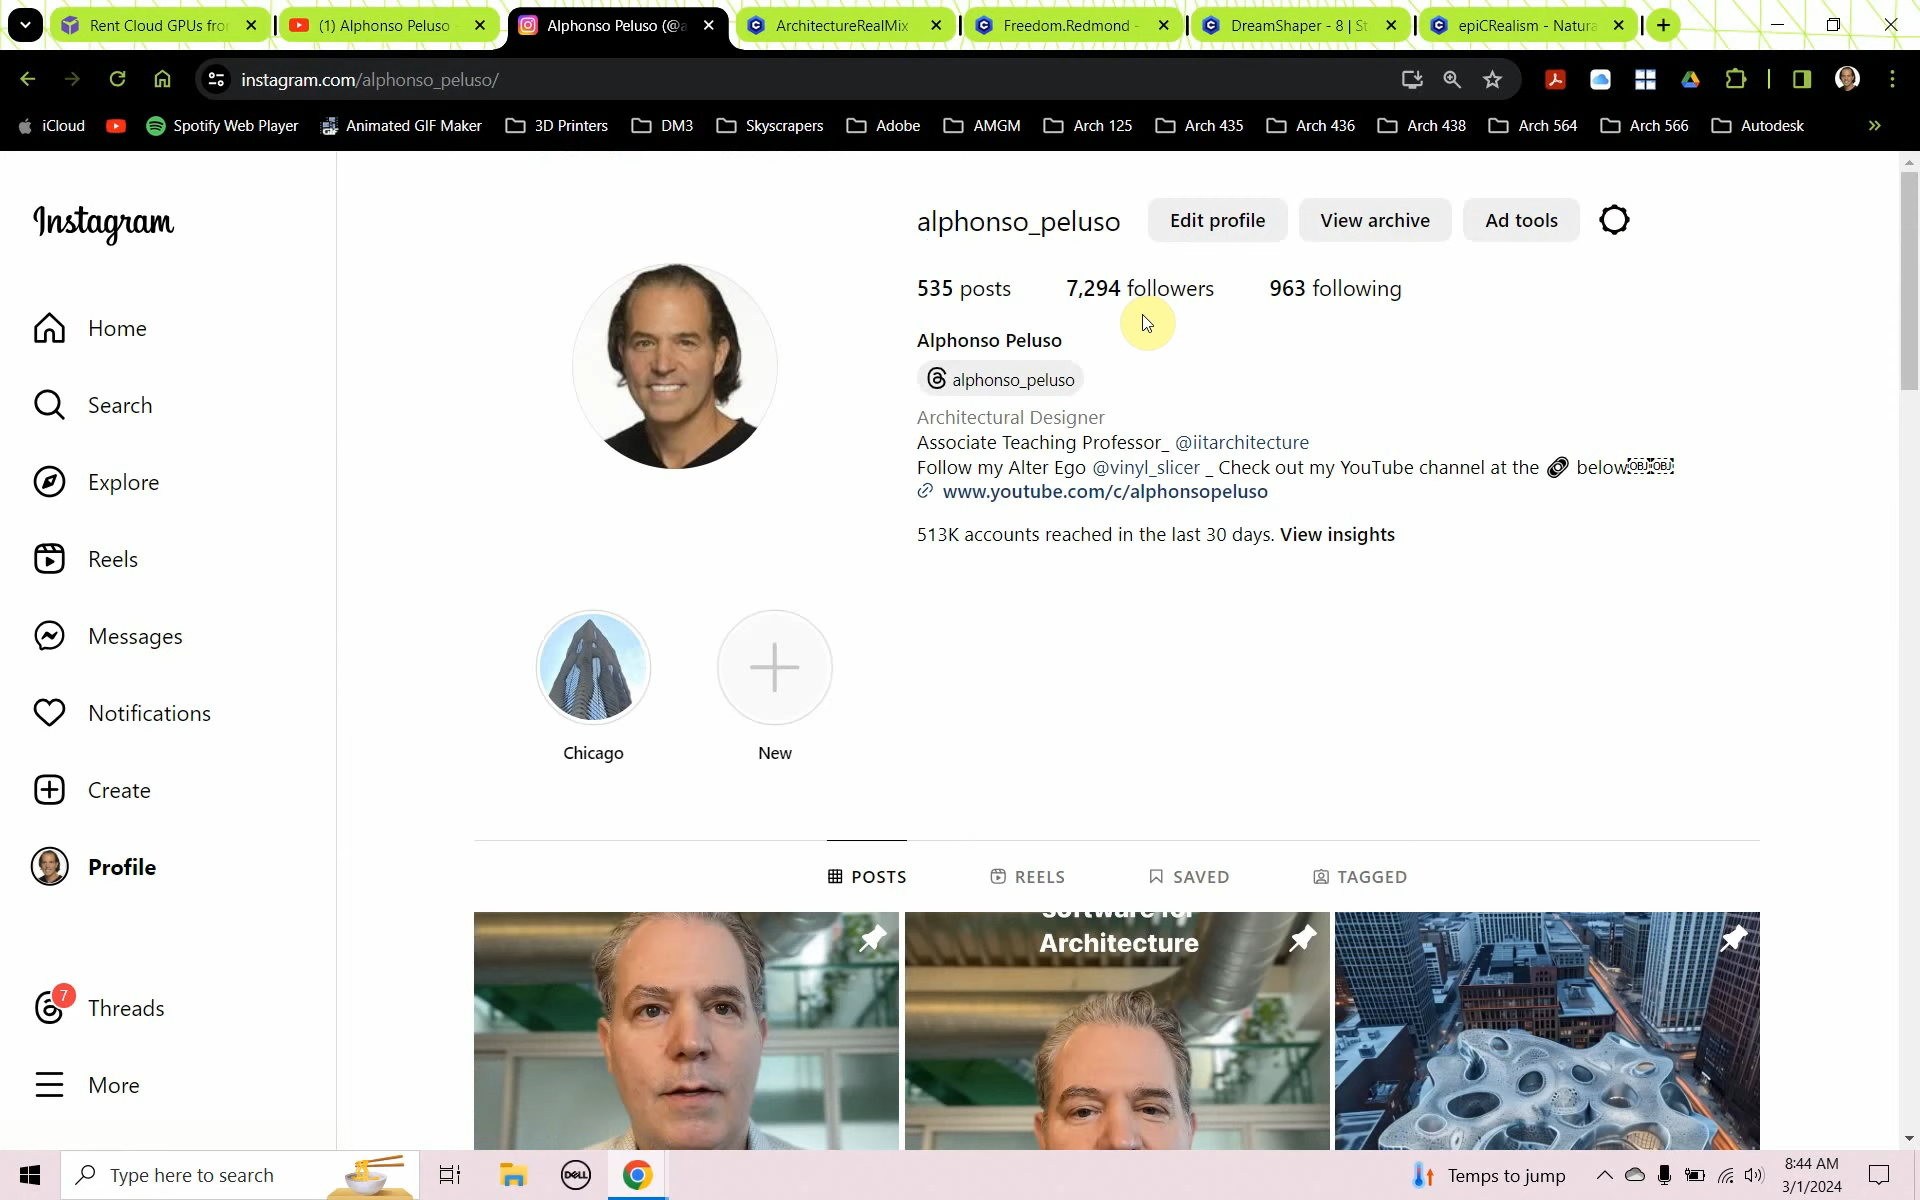 Rent Cloud GPUs fro
(1) Alphonso Peluso
Alphonso Peluso (@a
ArchitectureRealMix
Freedom.Redmond -
DreamShaper - 8 | St
epiCRealism - Natura
instagram.com/alphonso_peluso/
iCloud
Spotify Web Player
Animated GIF Maker
3D Printers
DM3
Skyscrapers
Adobe
AMGM
Arch 125
Arch 435
Arch 436
Arch 438
Arch 564
Arch 566
Autodesk
»
Instagram
Home
Search
Explore
Reels
Messages
Notifications
Create
Profile
7
Threads
More
alphonso_peluso
Edit profile
View archive
Ad tools
535 posts
7,294 followers
963 following
Alphonso Peluso
alphonso_peluso
Architectural Designer
Associate Teaching Professor_ @iitarchitecture
Follow my Alter Ego @vinyl_slicer _ Check out my YouTube channel at the 🔗 below
www.youtube.com/c/alphonsopeluso
513K accounts reached in the last 30 days. View insights
Chicago
New
POSTS
REELS
SAVED
TAGGED
Software for
Architecture
Type here to search
DELL
Temps to jump
8:44 AM
3/1/2024